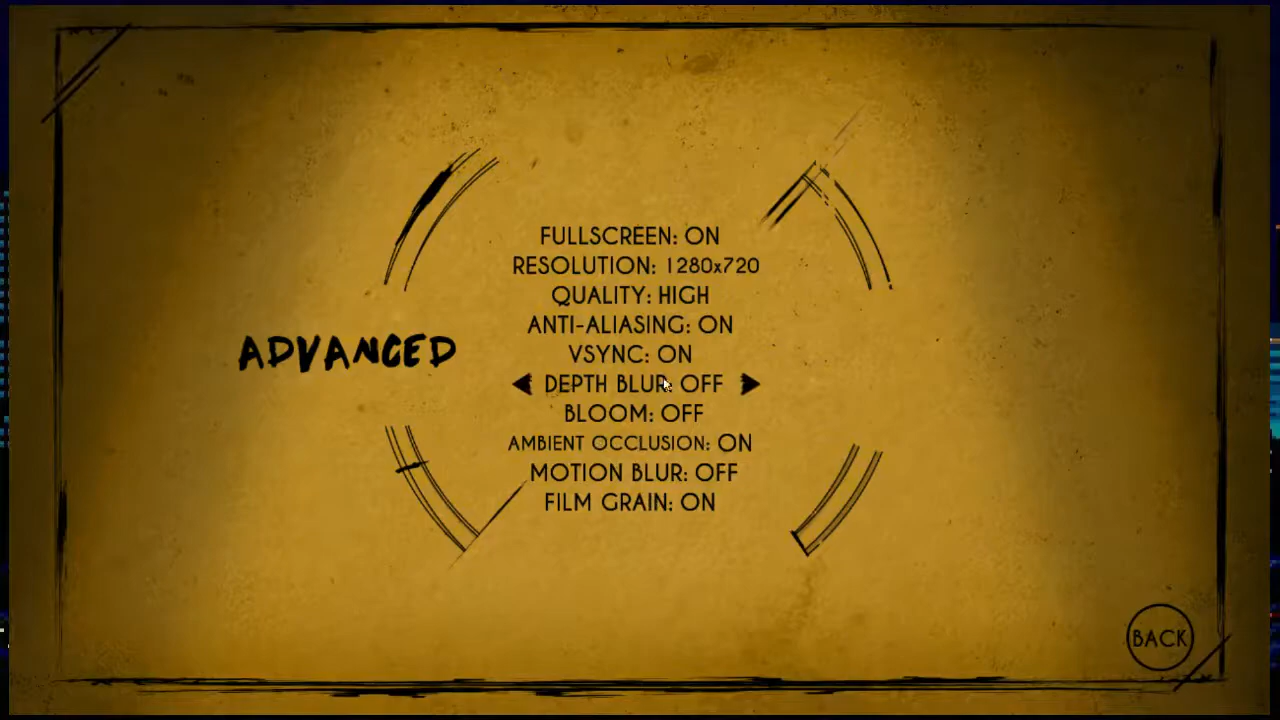 FULLSCREEN: ON
RESOLUTION: 1280x720
QUALITY: HIGH
ANTI-ALIASING: ON
ADVANCED
VSYNC: ON
DEPTH BLUR: OFF
BLOOM: OFF
AMBIENT OCCLUSION: ON
MOTION BLUR: OFF
FILM GRAIN: ON
BACK